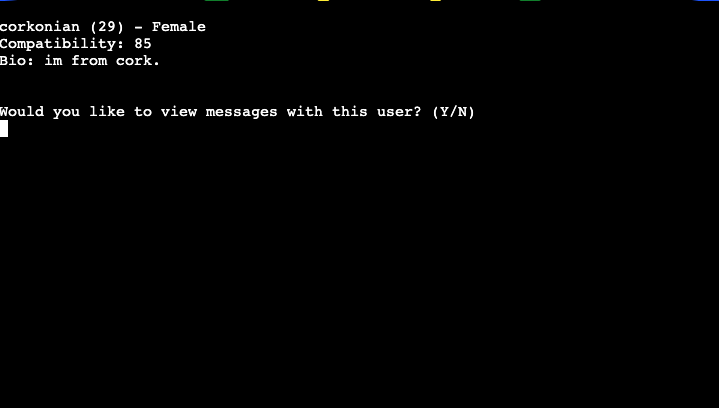 corkonian (29) - Female
Compatibility: 85
Bio: im from cork.
Would you like to view messages with this user? (Y/N)